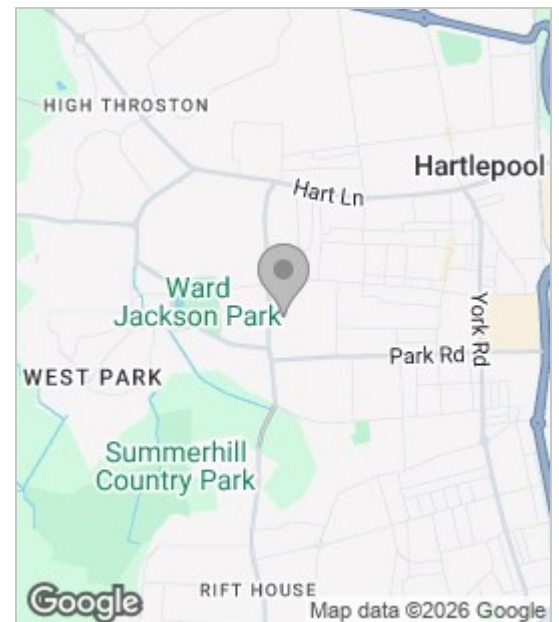 HIGH THROSTON
Hartlepool
Hart Ln
Ward
Jackson Park
York Rd
Park Rd
WEST PARK
Summerhill
Country Park
RIFT HOUSE
Google
Map data ©2026 Google